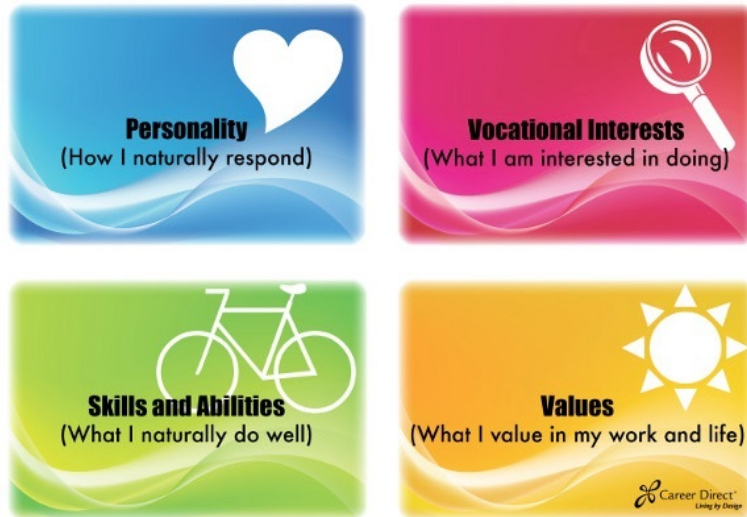 Personality
(How I naturally respond)
Vocational Interests
(What I am interested in doing)
Skills and Abilities
(What I naturally do well)
Values
(What I value in my work and life)
Career Direct®
Living by Design